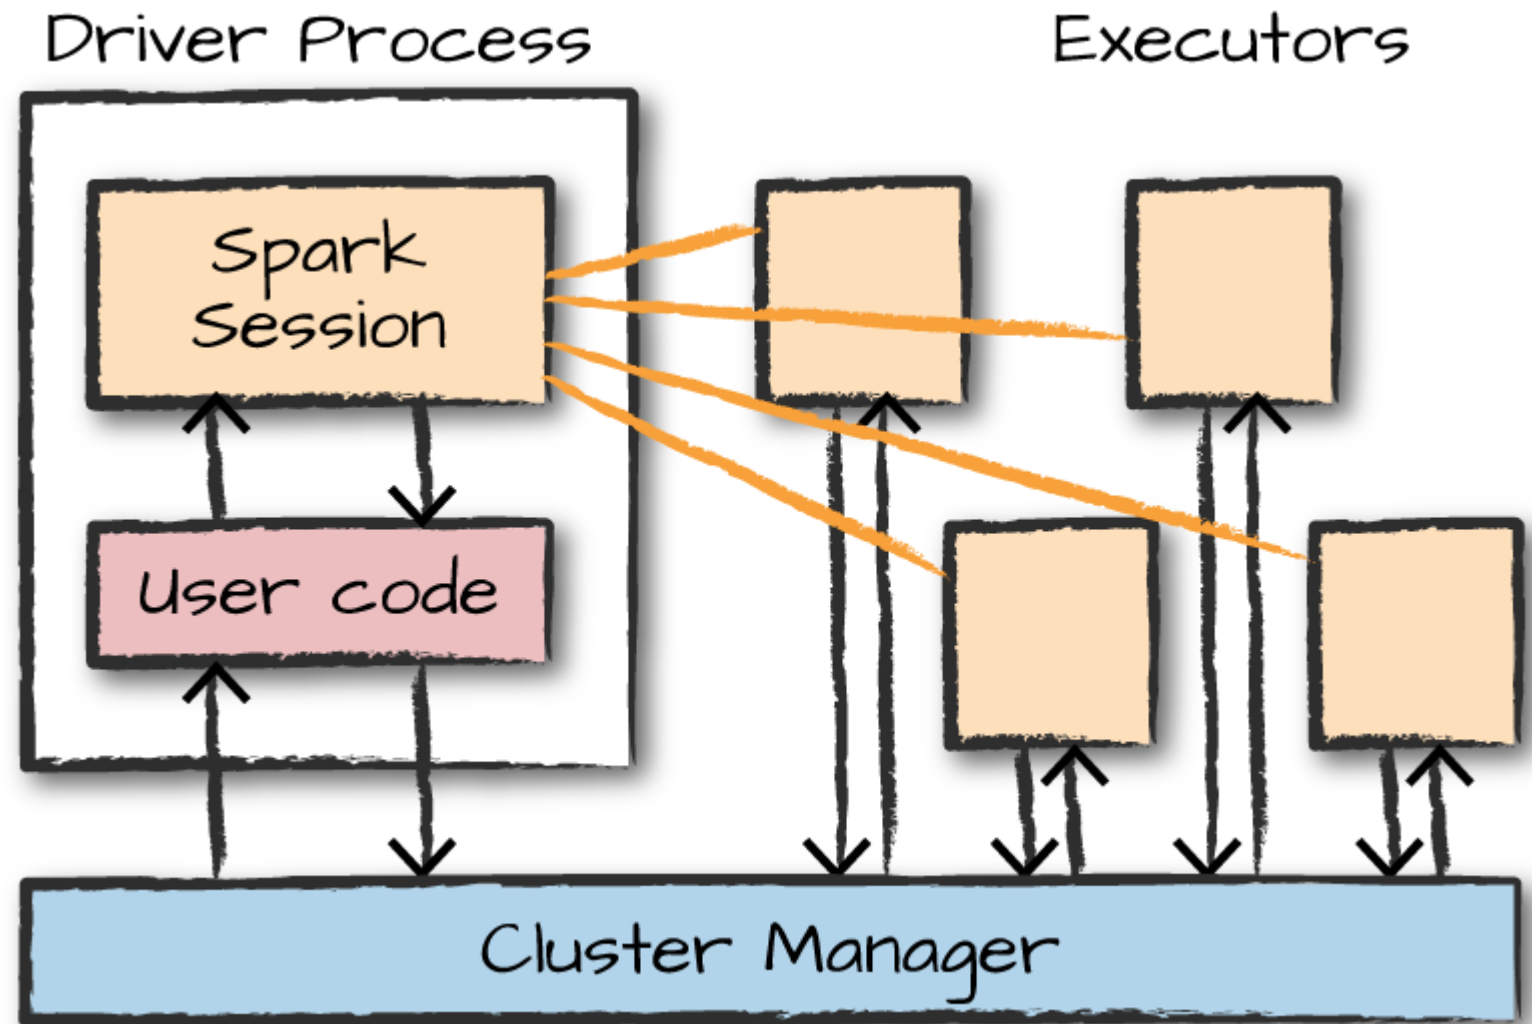 Driver Process
Executors
Spark
Session
User code
Cluster Manager